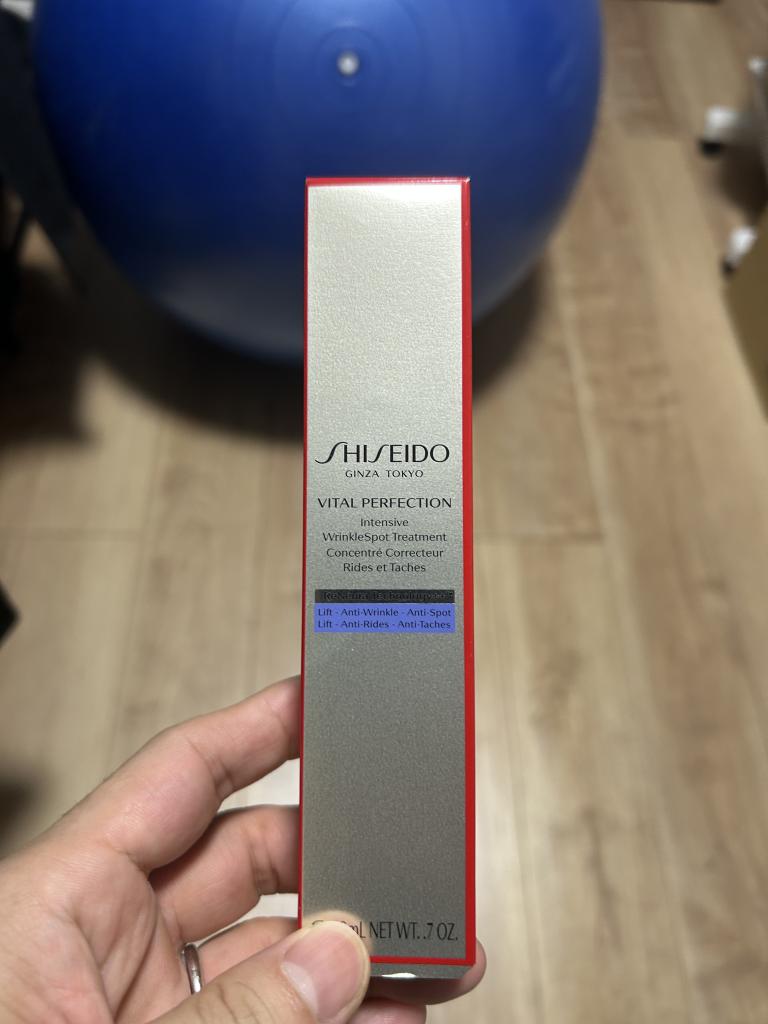 SHISEIDO
GINZA TOKYO
VITAL PERFECTION
Intensive
WrinkleSpot Treatment
Concentré Correcteur
Rides et Taches
Lift - Anti-Wrinkle - Anti-Spot
Lift - Anti-Rides - Anti-Taches
mL NET WT. .7 OZ.